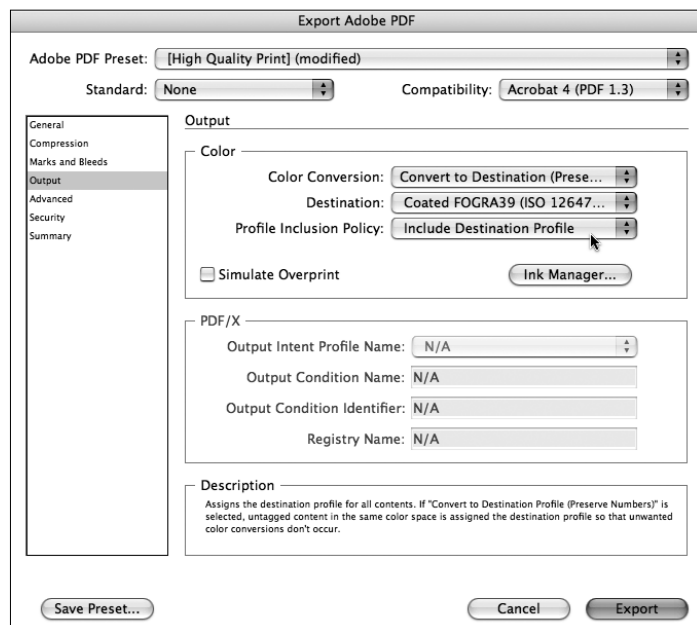 Export Adobe PDF
Adobe PDF Preset: [High Quality Print] (modified)
Standard: None Compatibility: Acrobat 4 (PDF 1.3)
General
Compression
Marks and Bleeds
Output
Advanced
Security
Summary
Output
Color
Color Conversion: Convert to Destination (Prese...
Destination: Coated FOGRA39 (ISO 12647...
Profile Inclusion Policy: Include Destination Profile
Simulate Overprint Ink Manager...
PDF/X
Output Intent Profile Name: N/A
Output Condition Name: N/A
Output Condition Identifier: N/A
Registry Name: N/A
Description
Assigns the destination profile for all contents. If "Convert to Destination Profile (Preserve Numbers)" is
selected, untagged content in the same color space is assigned the destination profile so that unwanted
color conversions don't occur.
Save Preset... Cancel Export